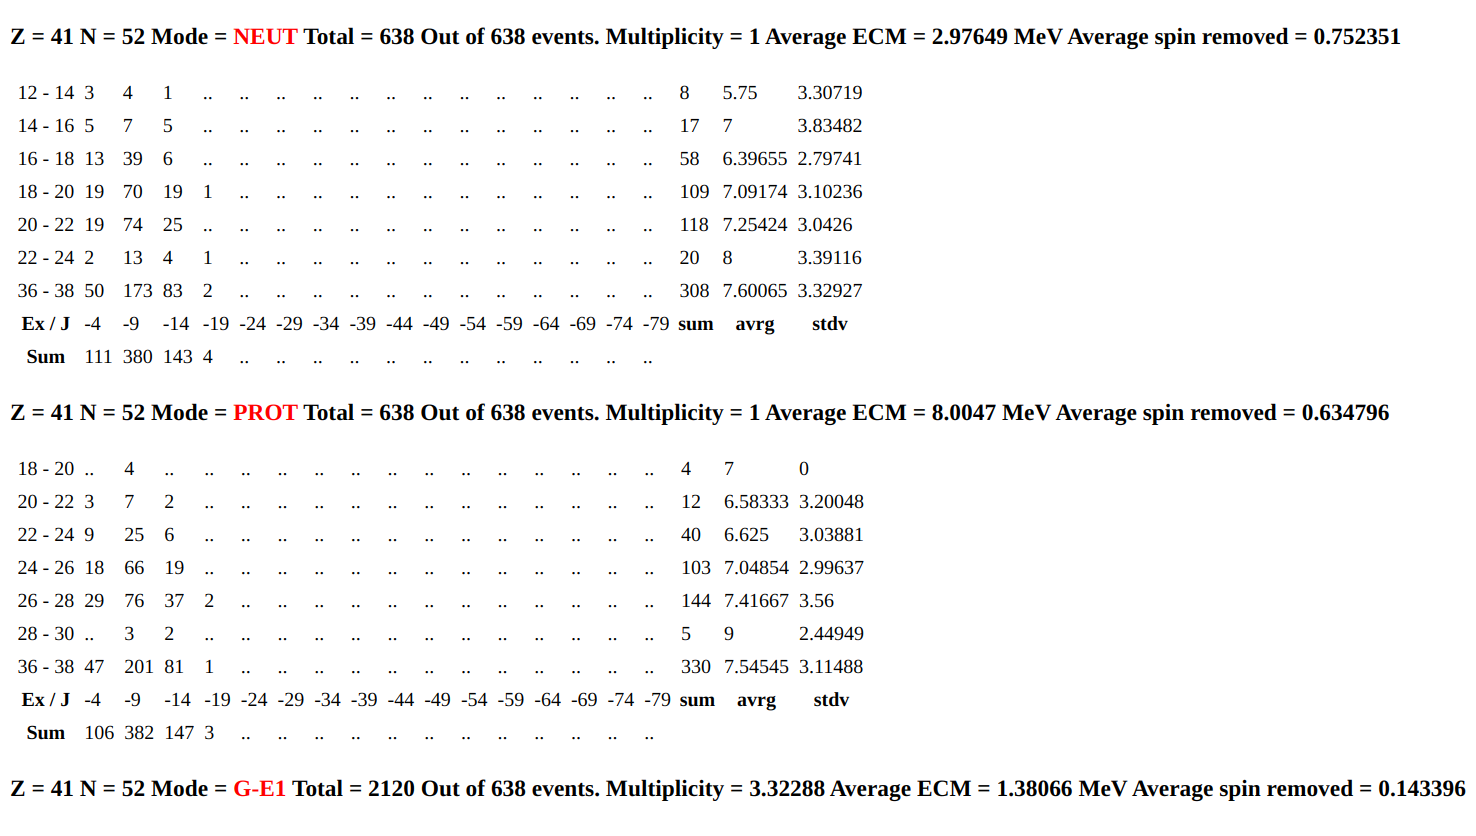 Z = 41 N = 52 Mode = NEUT Total = 638 Out of 638 events. Multiplicity = 1 Average ECM = 2.97649 MeV Average spin removed = 0.752351
12 - 14 3 4 1 .. .. .. .. .. .. .. .. .. .. .. .. .. 8 5.75 3.30719
14 - 16 5 7 5 .. .. .. .. .. .. .. .. .. .. .. .. .. 17 7 3.83482
16 - 18 13 39 6 .. .. .. .. .. .. .. .. .. .. .. .. .. 58 6.39655 2.79741
18 - 20 19 70 19 1 .. .. .. .. .. .. .. .. .. .. .. .. 109 7.09174 3.10236
20 - 22 19 74 25 .. .. .. .. .. .. .. .. .. .. .. .. .. 118 7.25424 3.0426
22 - 24 2 13 4 1 .. .. .. .. .. .. .. .. .. .. .. .. 20 8 3.39116
36 - 38 50 173 83 2 .. .. .. .. .. .. .. .. .. .. .. .. 308 7.60065 3.32927
Ex / J -4 -9 -14 -19 -24 -29 -34 -39 -44 -49 -54 -59 -64 -69 -74 -79 sum avrg stdv
Sum 111 380 143 4 .. .. .. .. .. .. .. .. .. .. .. ..
Z = 41 N = 52 Mode = PROT Total = 638 Out of 638 events. Multiplicity = 1 Average ECM = 8.0047 MeV Average spin removed = 0.634796
18 - 20 .. 4 .. .. .. .. .. .. .. .. .. .. .. .. .. .. 4 7 0
20 - 22 3 7 2 .. .. .. .. .. .. .. .. .. .. .. .. .. 12 6.58333 3.20048
22 - 24 9 25 6 .. .. .. .. .. .. .. .. .. .. .. .. .. 40 6.625 3.03881
24 - 26 18 66 19 .. .. .. .. .. .. .. .. .. .. .. .. .. 103 7.04854 2.99637
26 - 28 29 76 37 2 .. .. .. .. .. .. .. .. .. .. .. .. 144 7.41667 3.56
28 - 30 .. 3 2 .. .. .. .. .. .. .. .. .. .. .. .. .. 5 9 2.44949
36 - 38 47 201 81 1 .. .. .. .. .. .. .. .. .. .. .. .. 330 7.54545 3.11488
Ex / J -4 -9 -14 -19 -24 -29 -34 -39 -44 -49 -54 -59 -64 -69 -74 -79 sum avrg stdv
Sum 106 382 147 3 .. .. .. .. .. .. .. .. .. .. .. ..
Z = 41 N = 52 Mode = G-E1 Total = 2120 Out of 638 events. Multiplicity = 3.32288 Average ECM = 1.38066 MeV Average spin removed = 0.143396